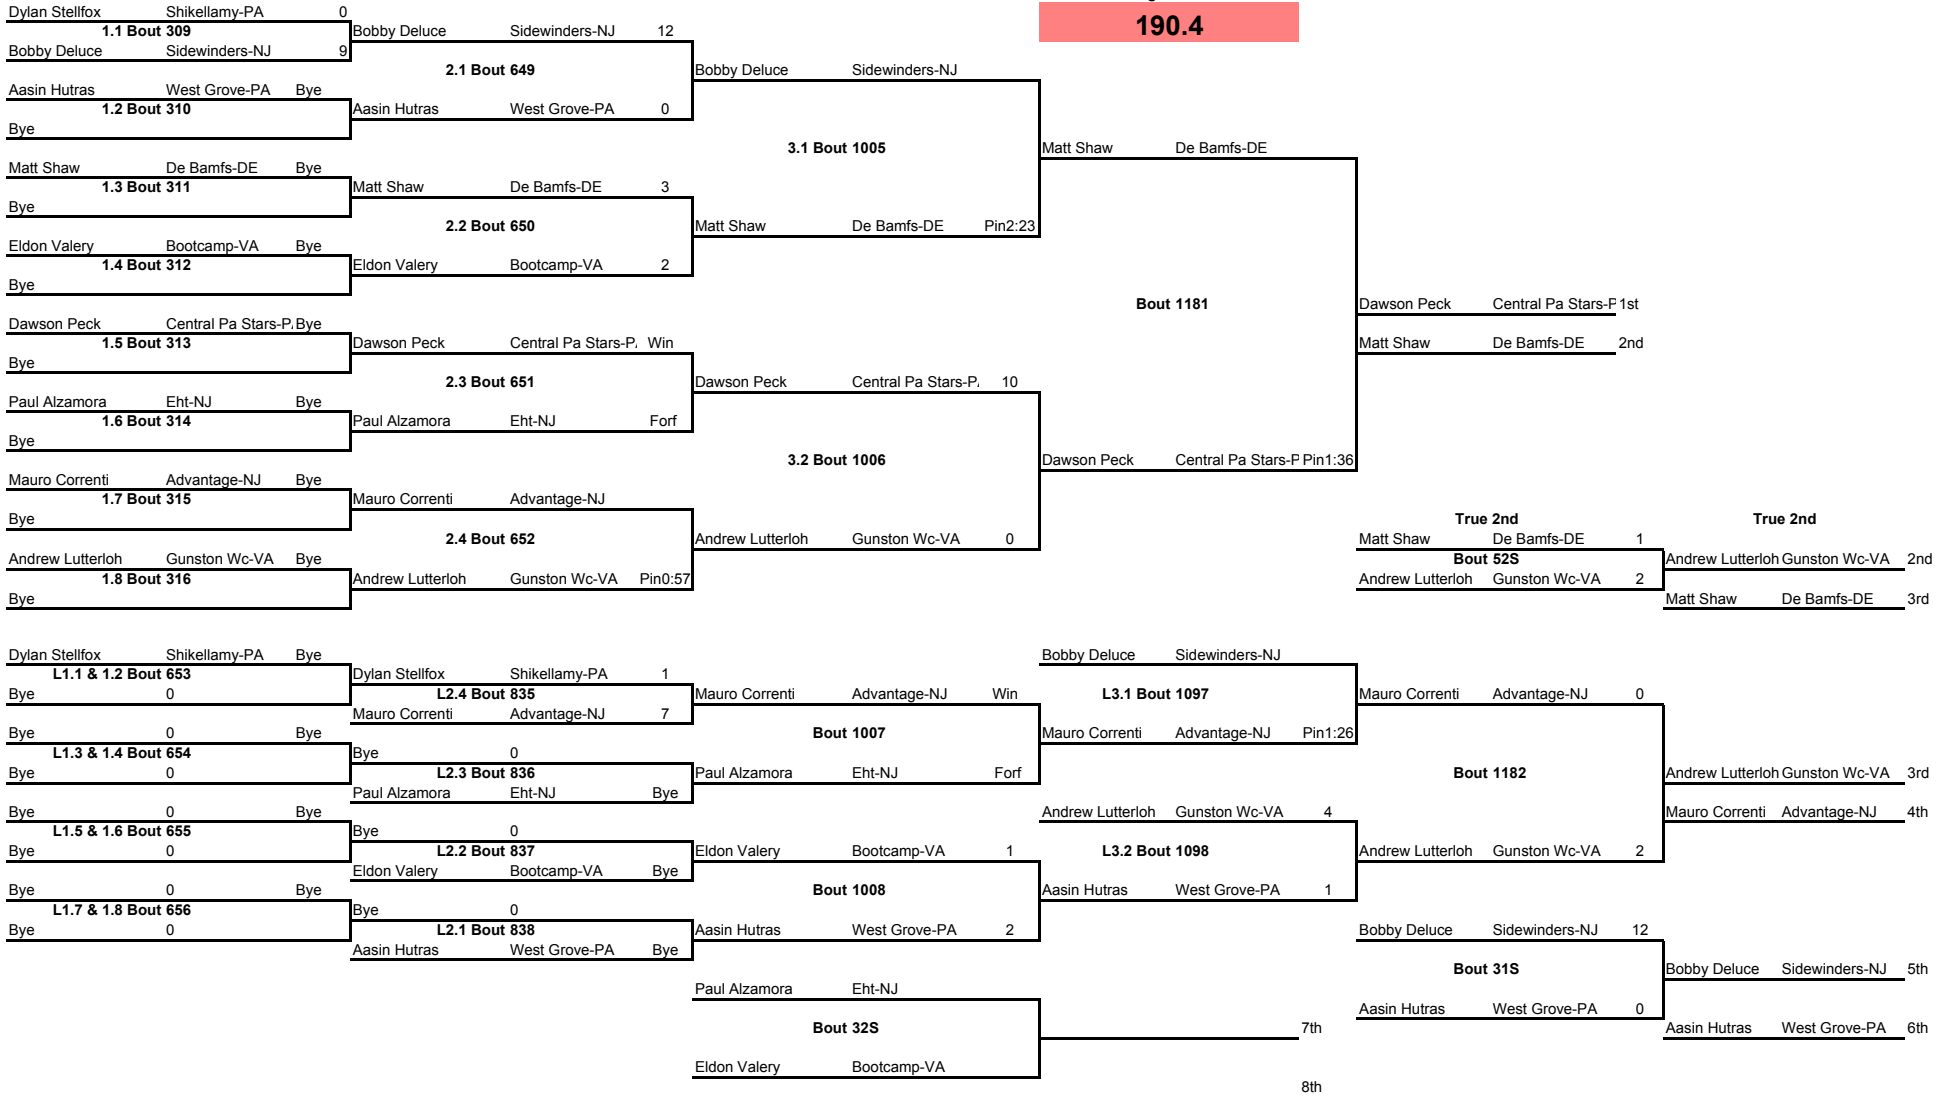 190.4
Dylan Stellfox Shikellamy-PA 0
1.1 Bout 309
Bobby Deluce Sidewinders-NJ 9
Aasin Hutras West Grove-PA Bye
1.2 Bout 310
Bye
Matt Shaw De Bamfs-DE Bye
1.3 Bout 311
Bye
Eldon Valery Bootcamp-VA Bye
1.4 Bout 312
Bye
Dawson Peck Central Pa Stars-P Bye
1.5 Bout 313
Bye
Paul Alzamora Eht-NJ Bye
1.6 Bout 314
Bye
Mauro Correnti Advantage-NJ Bye
1.7 Bout 315
Bye
Andrew Lutterloh Gunston Wc-VA Bye
1.8 Bout 316
Bye
Bobby Deluce Sidewinders-NJ 12
2.1 Bout 649
Aasin Hutras West Grove-PA 0
Matt Shaw De Bamfs-DE 3
2.2 Bout 650
Eldon Valery Bootcamp-VA 2
Dawson Peck Central Pa Stars-P Win
2.3 Bout 651
Paul Alzamora Eht-NJ Forf
Mauro Correnti Advantage-NJ
2.4 Bout 652
Andrew Lutterloh Gunston Wc-VA Pin0:57
Bobby Deluce Sidewinders-NJ
3.1 Bout 1005
Matt Shaw De Bamfs-DE Pin2:23
Dawson Peck Central Pa Stars-P 10
3.2 Bout 1006
Andrew Lutterloh Gunston Wc-VA 0
Matt Shaw De Bamfs-DE
Bout 1181
Dawson Peck Central Pa Stars-P Pin1:36
Dawson Peck Central Pa Stars-P 1st
Matt Shaw De Bamfs-DE 2nd
True 2nd True 2nd
Matt Shaw De Bamfs-DE 1
Bout 52S
Andrew Lutterloh Gunston Wc-VA 2
Andrew Lutterloh Gunston Wc-VA 2nd
Matt Shaw De Bamfs-DE 3rd
Dylan Stellfox Shikellamy-PA Bye
L1.1 & 1.2 Bout 653
Bye 0
Bye 0 Bye
L1.3 & 1.4 Bout 654
Bye 0
Bye 0 Bye
L1.5 & 1.6 Bout 655
Bye 0
Bye 0 Bye
L1.7 & 1.8 Bout 656
Bye 0
Dylan Stellfox Shikellamy-PA 1
L2.4 Bout 835
Mauro Correnti Advantage-NJ 7
Bye 0
L2.3 Bout 836
Paul Alzamora Eht-NJ Bye
Bye 0
L2.2 Bout 837
Eldon Valery Bootcamp-VA Bye
Bye 0
L2.1 Bout 838
Aasin Hutras West Grove-PA Bye
Mauro Correnti Advantage-NJ Win
Bout 1007
Paul Alzamora Eht-NJ Forf
Eldon Valery Bootcamp-VA 1
Bout 1008
Aasin Hutras West Grove-PA 2
Paul Alzamora Eht-NJ
Bout 32S
Eldon Valery Bootcamp-VA
7th
8th
Bobby Deluce Sidewinders-NJ
L3.1 Bout 1097
Mauro Correnti Advantage-NJ Pin1:26
Andrew Lutterloh Gunston Wc-VA 4
L3.2 Bout 1098
Aasin Hutras West Grove-PA 1
Mauro Correnti Advantage-NJ 0
Bout 1182
Andrew Lutterloh Gunston Wc-VA 2
Andrew Lutterloh Gunston Wc-VA 3rd
Mauro Correnti Advantage-NJ 4th
Bobby Deluce Sidewinders-NJ 12
Bout 31S
Aasin Hutras West Grove-PA 0
Bobby Deluce Sidewinders-NJ 5th
Aasin Hutras West Grove-PA 6th